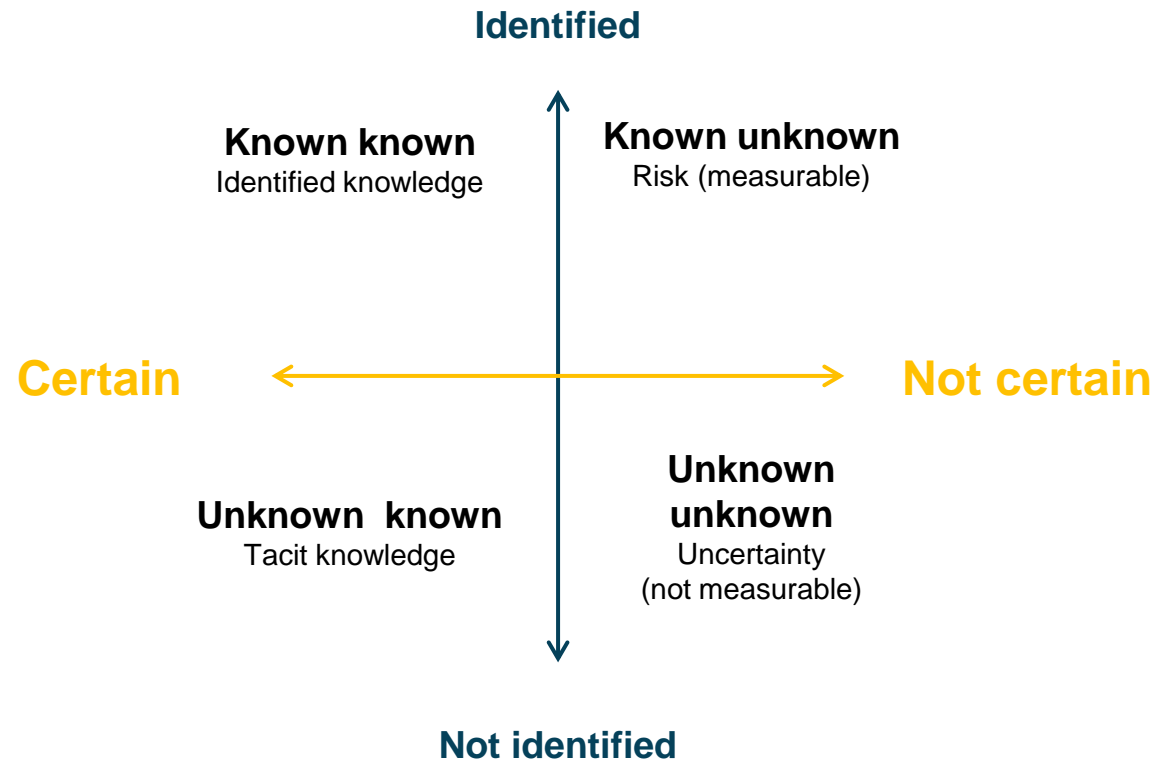 Identified
Known known
Identified knowledge
Known unknown
Risk (measurable)
Certain
Not certain
Unknown  known
Tacit knowledge
Unknown
unknown
Uncertainty
(not measurable)
Not identified